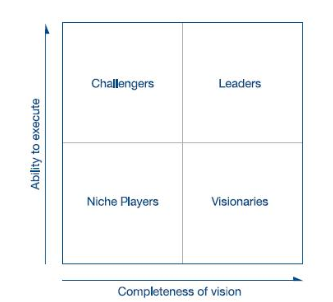 Challengers
Leaders
Ability to execute
Niche Players
Visionaries
Completeness of vision